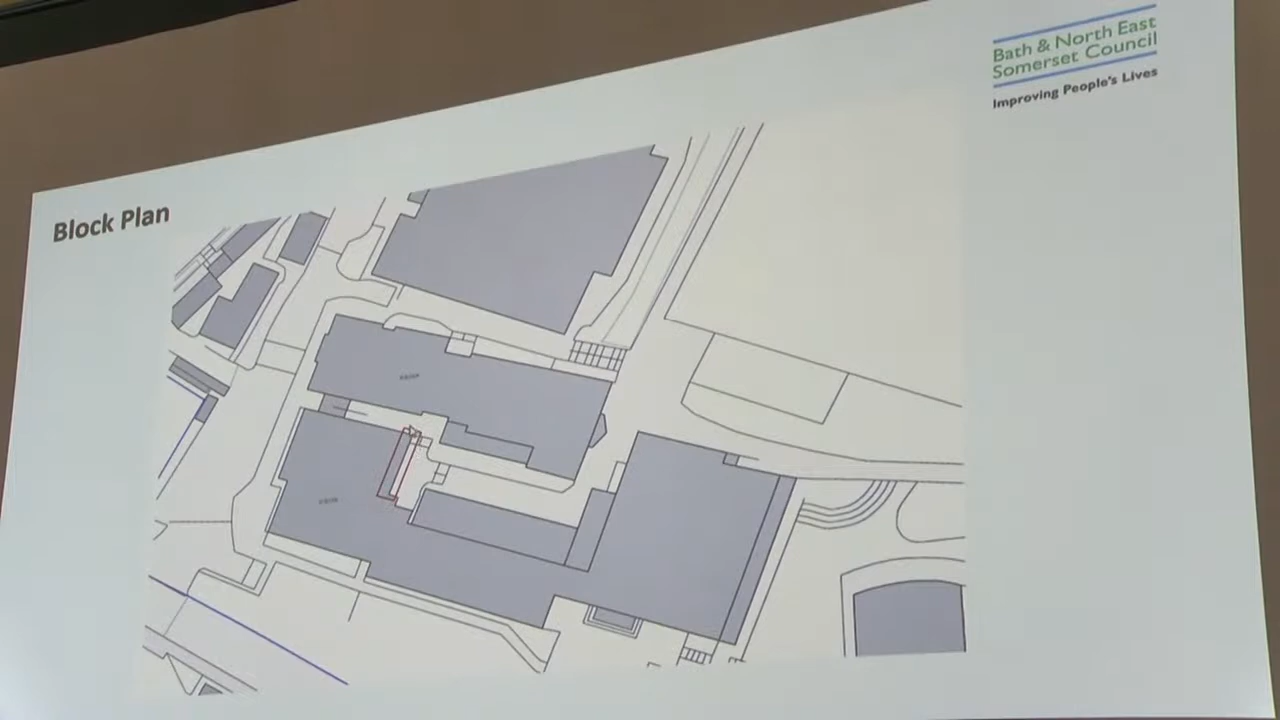 Bath & North East
Somerset Council
Improving People's Lives
Block Plan